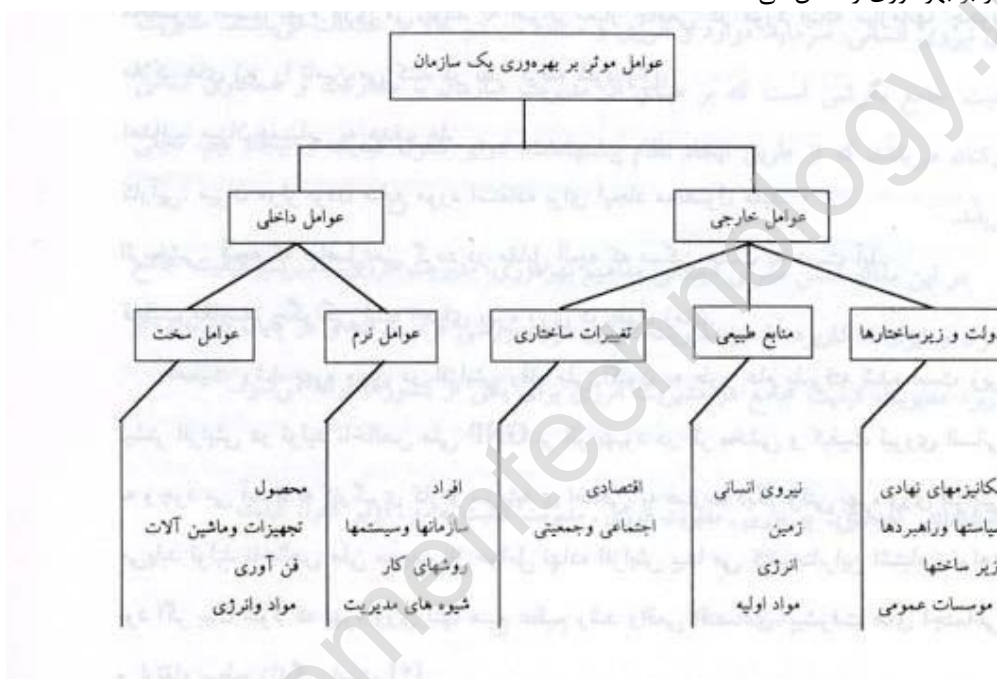 عوامل موثر بر بهره‌وری یک سازمان
عوامل خارجی
عوامل داخلی
دولت و زیرساختارها
منابع طبیعی
تغییرات ساختاری
عوامل نرم
عوامل سخت
مکانیزمهای نهادی
سیاستها وراهبردها
زیر ساختها
موسسات عمومی
نیروی انسانی
زمین
انرژی
مواد اولیه
اقتصادی
اجتماعی وجمعیتی
افراد
سازمانها وسیستمها
روشهای کار
شیوه های مدیریت
محصول
تجهیزات وماشین آلات
فن آوری
مواد وانرژی
omentechnology.